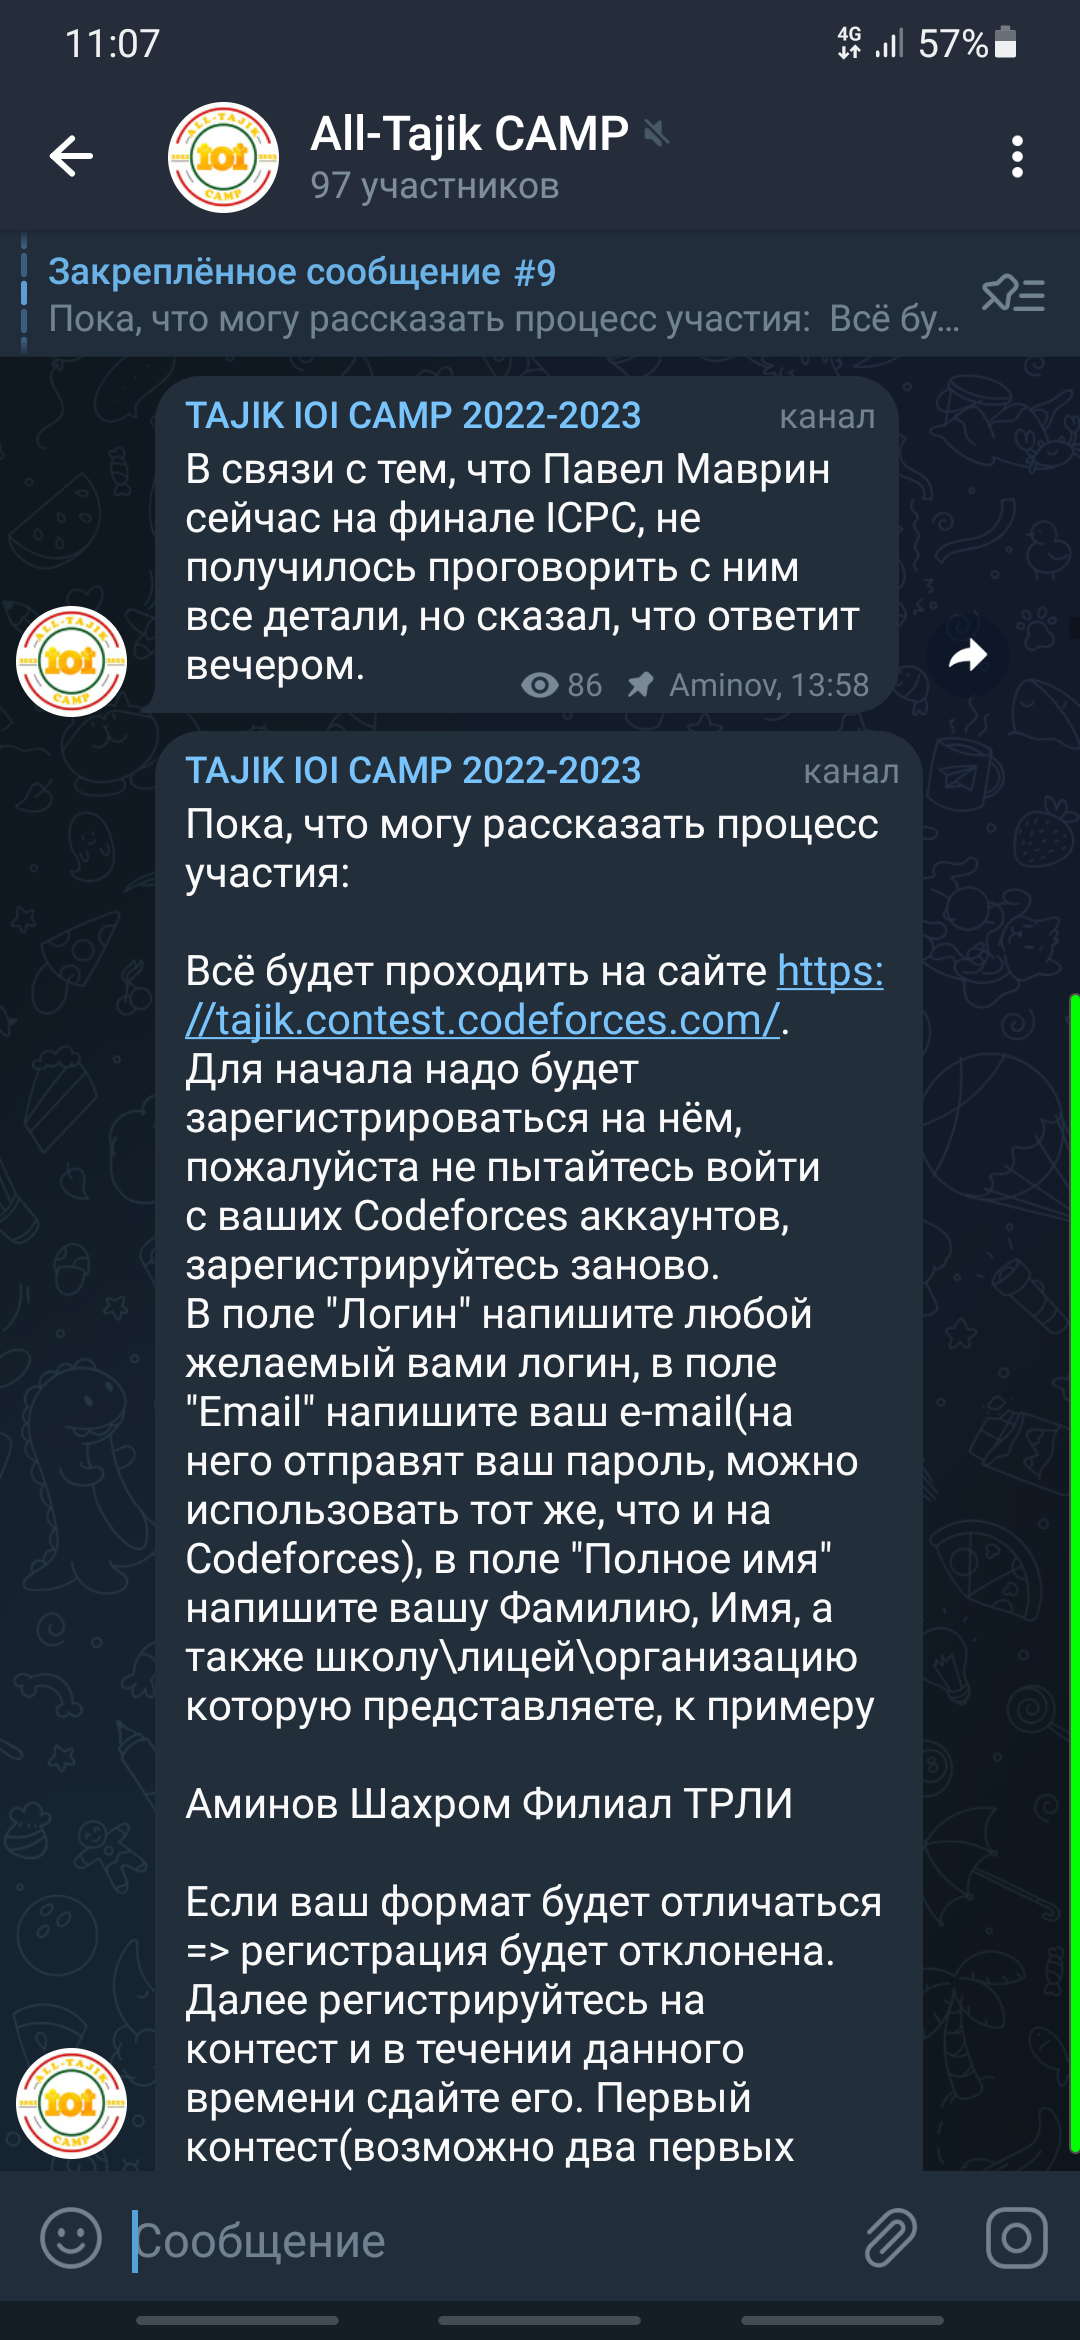 11:07
4G 57%
All-Tajik CAMP
97 участников
Закреплённое сообщение #9
Пока, что могу рассказать процесс участия: Всё бу...
TAJIK IOI CAMP 2022-2023 канал
В связи с тем, что Павел Маврин
сейчас на финале ICPC, не
получилось проговорить с ним
все детали, но сказал, что ответит
вечером.
86 Aminov, 13:58
ALL-TAJIK
IOI
CAMP
TAJIK IOI CAMP 2022-2023 канал
Пока, что могу рассказать процесс
участия:
Всё будет проходить на сайте https:
//tajik.contest.codeforces.com/.
Для начала надо будет
зарегистрироваться на нём,
пожалуйста не пытайтесь войти
с ваших Codeforces аккаунтов,
зарегистрируйтесь заново.
В поле "Логин" напишите любой
желаемый вами логин, в поле
"Email" напишите ваш e-mail(на
него отправят ваш пароль, можно
использовать тот же, что и на
Codeforces), в поле "Полное имя"
напишите вашу Фамилию, Имя, а
также школу\лицей\организацию
которую представляете, к примеру
Аминов Шахром Филиал ТРЛИ
Если ваш формат будет отличаться
=> регистрация будет отклонена.
Далее регистрируйтесь на
контест и в течении данного
времени сдайте его. Первый
контест(возможно два первых
ALL-TAJIK
IOI
CAMP
Сообщение